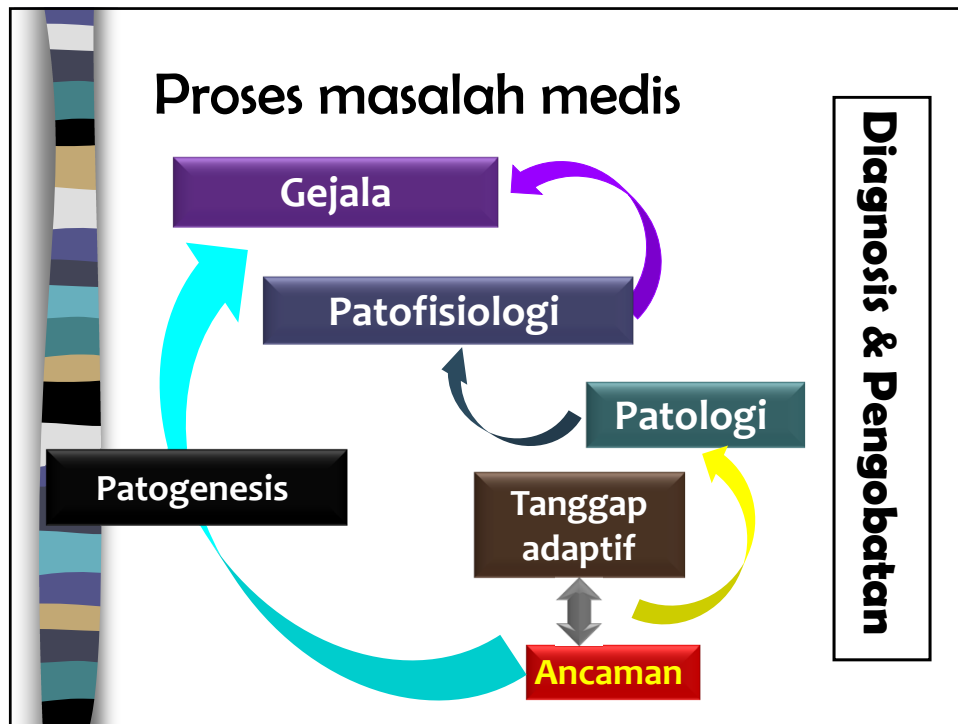 Proses masalah medis
Gejala
Patofisiologi
Patologi
Patogenesis
Tanggap
adaptif
Ancaman
Diagnosis & Pengobatan